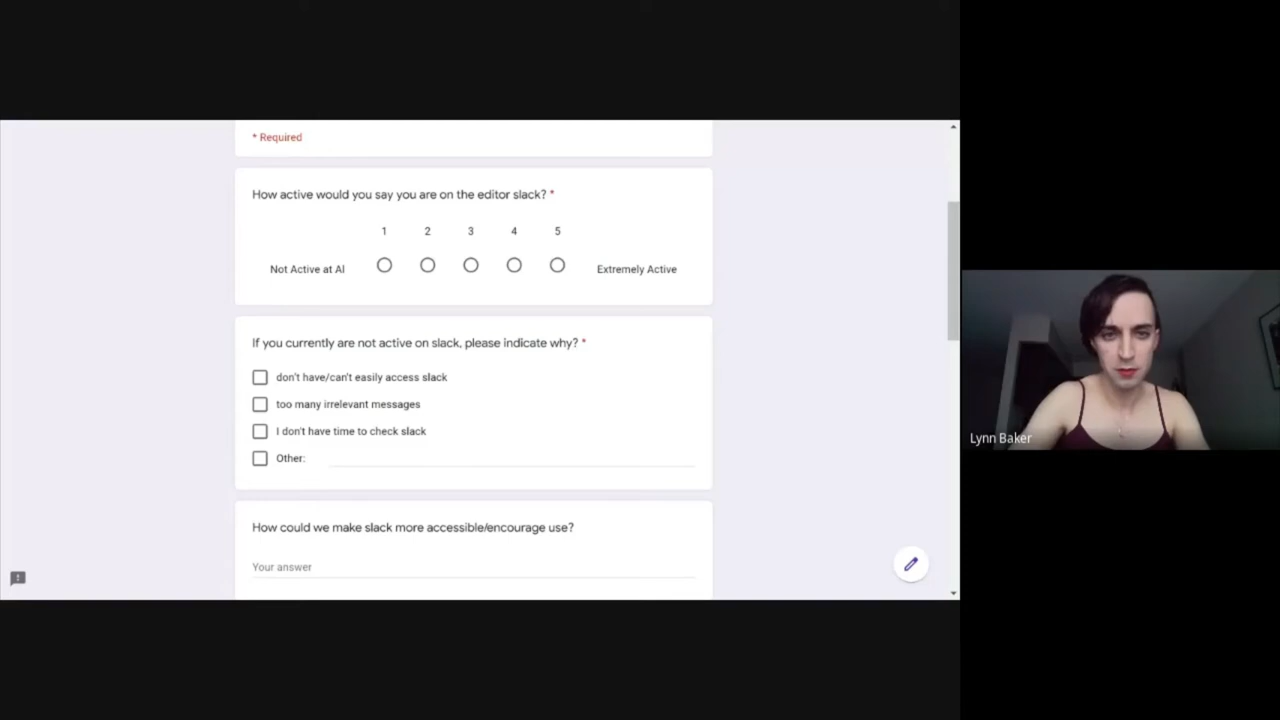 * Required
How active would you say you are on the editor slack? *
1 2 3 4 5
Not Active at Al Extremely Active
If you currently are not active on slack, please indicate why? *
don't have/can't easily access slack
too many irrelevant messages
I don't have time to check slack
Other:
How could we make slack more accessible/encourage use?
Your answer
Lynn Baker